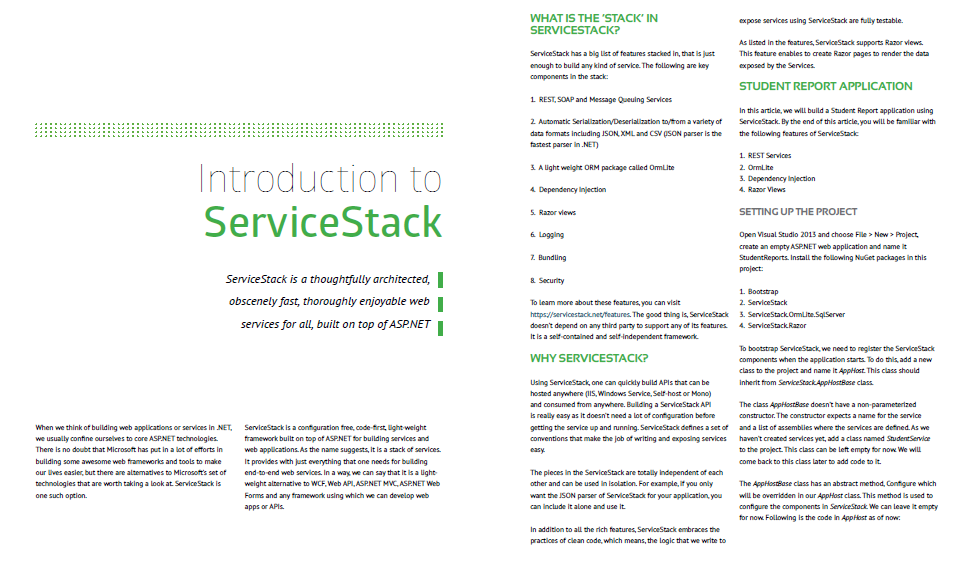 Introduction to
ServiceStack
ServiceStack is a thoughtfully architected,
obscenely fast, thoroughly enjoyable web
services for all, built on top of ASP.NET
When we think of building web applications or services in .NET,
we usually confine ourselves to core ASP.NET technologies.
There is no doubt that Microsoft has put in a lot of efforts in
building some awesome web frameworks and tools to make
our lives easier, but there are alternatives to Microsoft's set of
technologies that are worth taking a look at. ServiceStack is
one such option.
ServiceStack is a configuration free, code-first, light-weight
framework built on top of ASP.NET for building services and
web applications. As the name suggests, it is a stack of services.
It provides with just everything that one needs for building
end-to-end web services. In a way, we can say that it is a light-
weight alternative to WCF, Web API, ASP.NET MVC, ASP.NET Web
Forms and any framework using which we can develop web
apps or APIs.
WHAT IS THE 'STACK' IN
SERVICESTACK?
ServiceStack has a big list of features stacked in, that is just
enough to build any kind of service. The following are key
components in the stack:
1. REST, SOAP and Message Queuing Services
2. Automatic Serialization/Deserialization to/from a variety of
data formats including JSON, XML and CSV (JSON parser is the
fastest parser in .NET)
3. A light weight ORM package called OrmLite
4. Dependency Injection
5. Razor views
6. Logging
7. Bundling
8. Security
To learn more about these features, you can visit
https://servicestack.net/features. The good thing is, ServiceStack
doesn't depend on any third party to support any of its features.
It is a self-contained and self-independent framework.
WHY SERVICESTACK?
Using ServiceStack, one can quickly build APIs that can be
hosted anywhere (IIS, Windows Service, Self-host or Mono)
and consumed from anywhere. Building a ServiceStack API
is really easy as it doesn't need a lot of configuration before
getting the service up and running. ServiceStack defines a set of
conventions that make the job of writing and exposing services
easy.
The pieces in the ServiceStack are totally independent of each
other and can be used in isolation. For example, if you only
want the JSON parser of ServiceStack for your application, you
can include it alone and use it.
In addition to all the rich features, ServiceStack embraces the
practices of clean code, which means, the logic that we write to
expose services using ServiceStack are fully testable.
As listed in the features, ServiceStack supports Razor views.
This feature enables to create Razor pages to render the data
exposed by the Services.
STUDENT REPORT APPLICATION
In this article, we will build a Student Report application using
ServiceStack. By the end of this article, you will be familiar with
the following features of ServiceStack:
1. REST Services
2. OrmLite
3. Dependency Injection
4. Razor Views
SETTING UP THE PROJECT
Open Visual Studio 2013 and choose File > New > Project,
create an empty ASP.NET web application and name it
StudentReports. Install the following NuGet packages in this
project:
1. Bootstrap
2. ServiceStack
3. ServiceStack.OrmLite.SqlServer
4. ServiceStack.Razor
To bootstrap ServiceStack, we need to register the ServiceStack
components when the application starts. To do this, add a new
class to the project and name it AppHost. This class should
inherit from ServiceStack.AppHostBase class.
The class AppHostBase doesn't have a non-parameterized
constructor. The constructor expects a name for the service
and a list of assemblies where the services are defined. As we
haven't created services yet, add a class named StudentService
to the project. This class can be left empty for now. We will
come back to this class later to add code to it.
The AppHostBase class has an abstract method, Configure which
will be overridden in our AppHost class. This method is used to
configure the components in ServiceStack. We can leave it empty
for now. Following is the code in AppHost as of now: